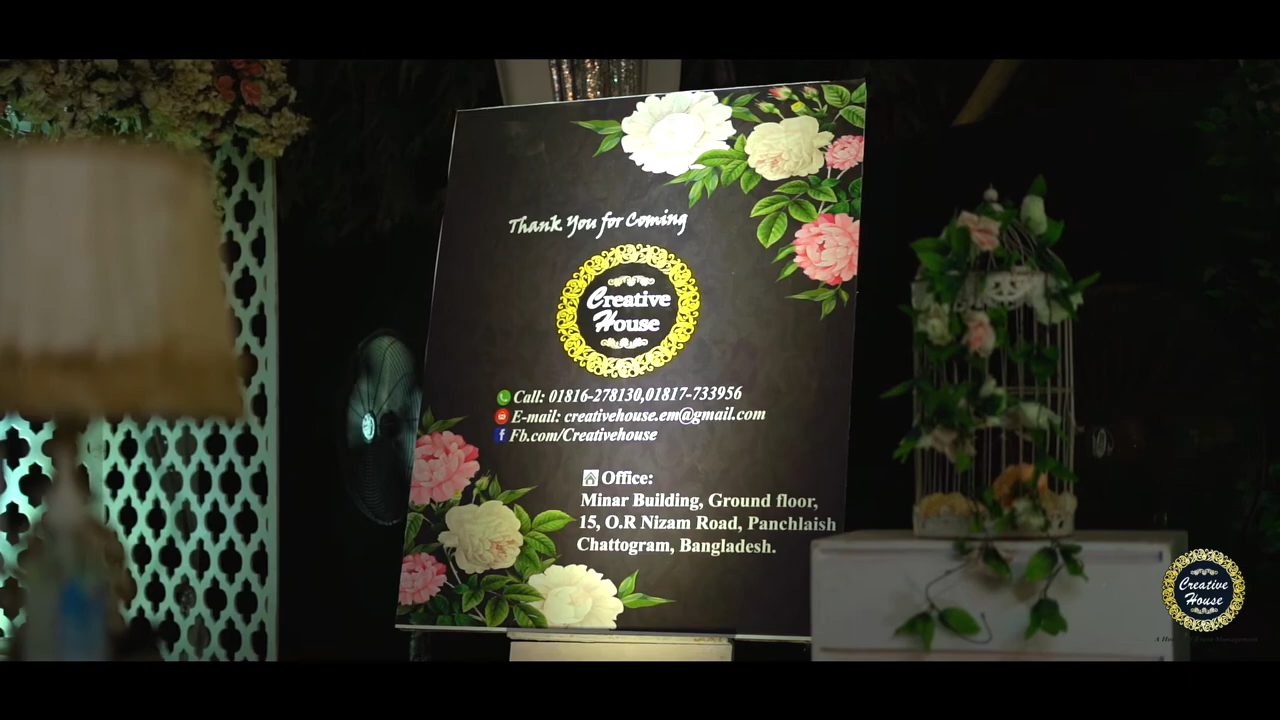 Thank You for Coming
Creative
House
Call: 01816-278130,01817-733956
E-mail: creativehouse.em@gmail.com
Fb.com/Creativehouse
Office:
Minar Building, Ground floor,
15, O.R Nizam Road, Panchlaish
Chattogram, Bangladesh.
Creative
House